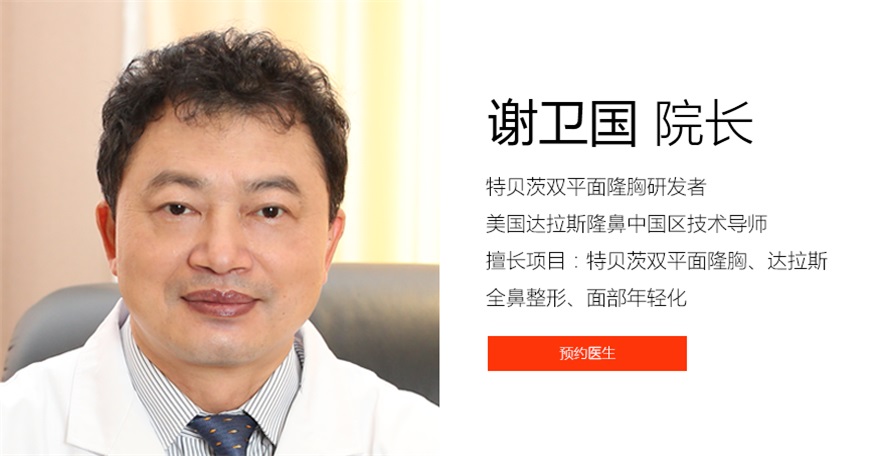 谢卫国 院长
特贝茨双平面隆胸研发者
美国达拉斯隆鼻中国区技术导师
擅长项目：特贝茨双平面隆胸、达拉斯
全鼻整形、面部年轻化
预约医生